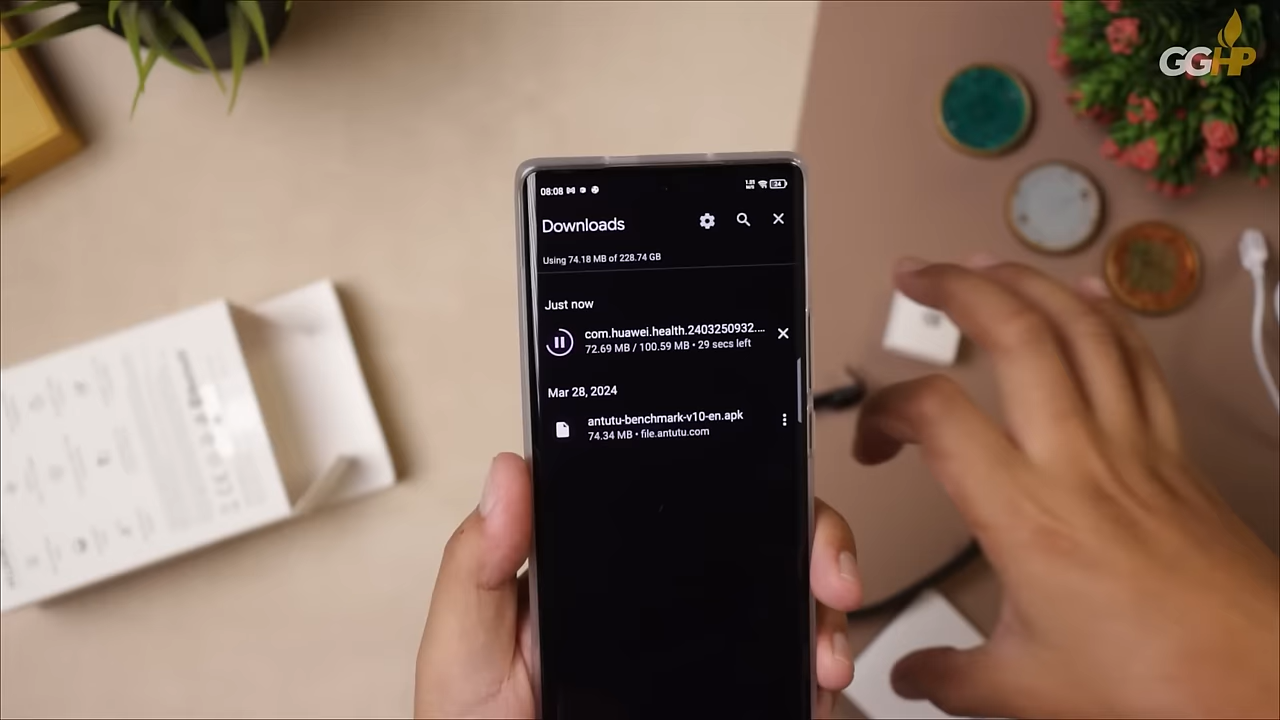 GGHP
08:08
24
Downloads
Using 74.18 MB of 228.74 GB
Just now
com.huawei.health.2403250932....
72.69 MB / 100.59 MB • 29 secs left
Mar 28, 2024
antutu-benchmark-v10-en.apk
74.34 MB • file.antutu.com